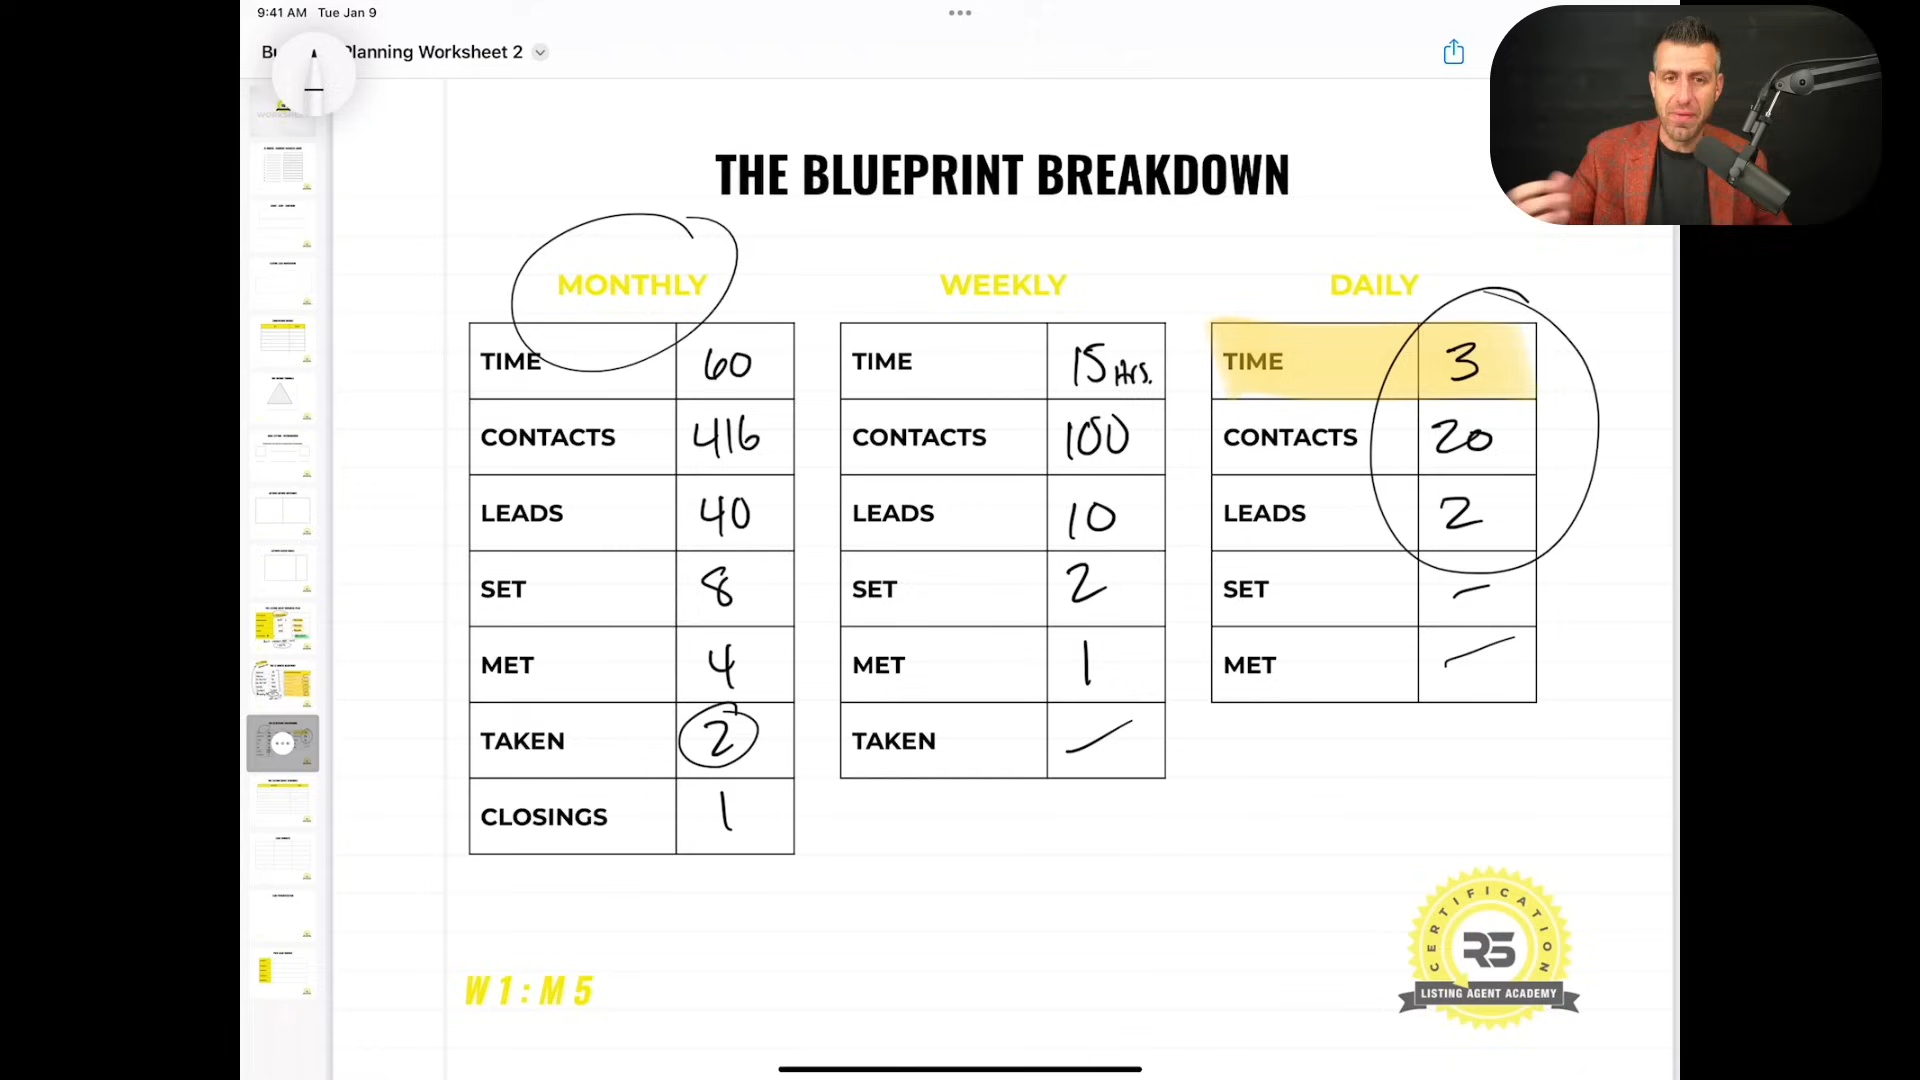 9:41 AM Tue Jan 9
Planning Worksheet 2
THE BLUEPRINT BREAKDOWN
MONTHLY
TIME 60
CONTACTS 416
LEADS 40
SET 8
MET 4
TAKEN 2
CLOSINGS 1
WEEKLY
TIME 15 Hrs.
CONTACTS 100
LEADS 10
SET 2
MET 1
TAKEN —
DAILY
TIME 3
CONTACTS 20
LEADS 2
SET —
MET —
W1:M5
CERTIFICATION
R5
LISTING AGENT ACADEMY